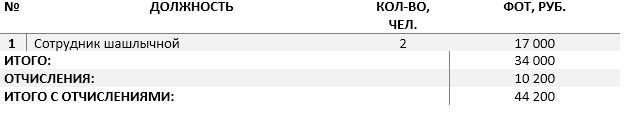 № ДОЛЖНОСТЬ КОЛ-ВО, ЧЕЛ. ФОТ, РУБ.
1 Сотрудник шашлычной 2 17 000
ИТОГО: 34 000
ОТЧИСЛЕНИЯ: 10 200
ИТОГО С ОТЧИСЛЕНИЯМИ: 44 200